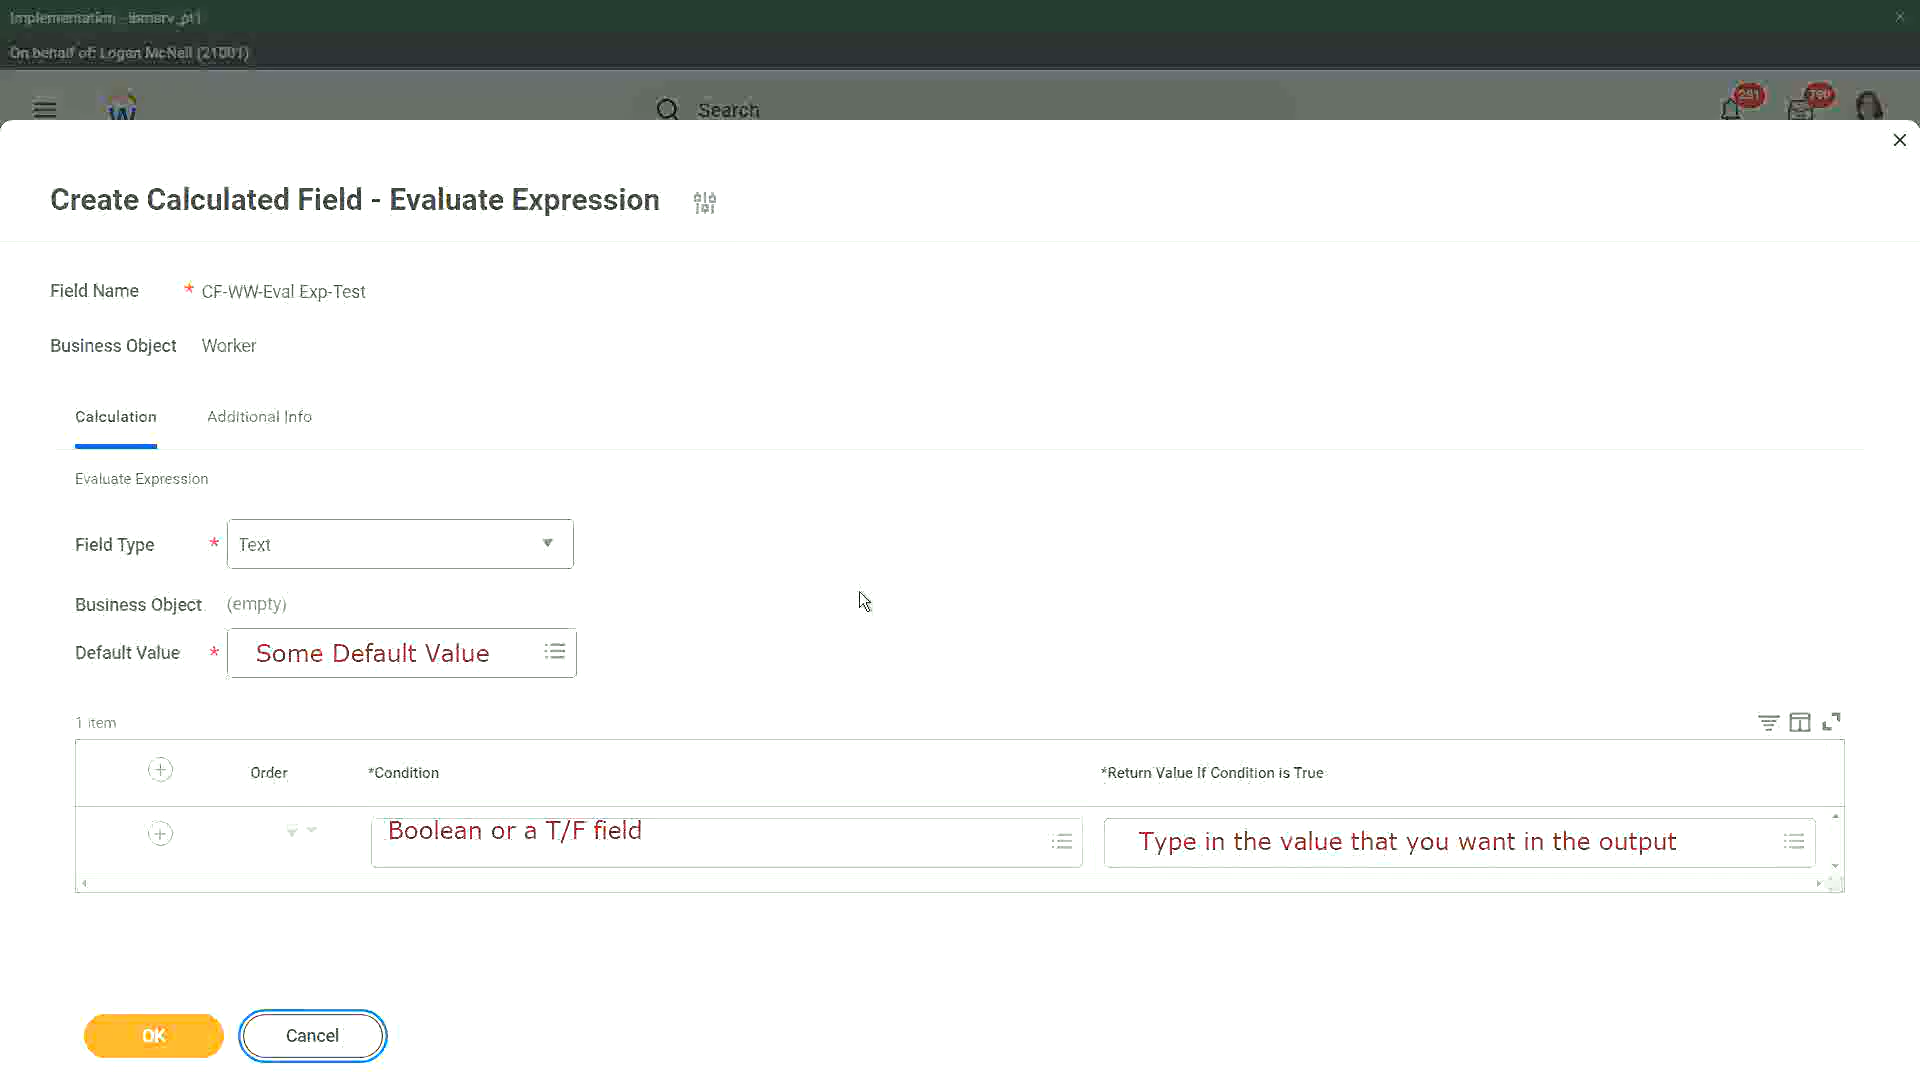 Implementation -
On behalf of: Logan McNeil (21001)
Search
Create Calculated Field - Evaluate Expression
Field Name * CF-WW-Eval Exp-Test
Business Object Worker
Calculation Additional Info
Evaluate Expression
Field Type * Text
Business Object (empty)
Default Value * Some Default Value
1 item
Order *Condition *Return Value If Condition is True
Boolean or a T/F field Type in the value that you want in the output
OK Cancel